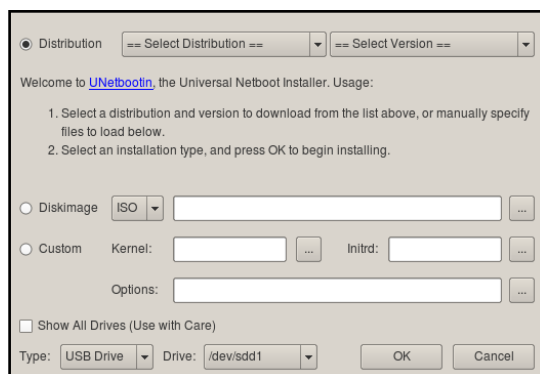 Distribution == Select Distribution == == Select Version ==
Welcome to UNetbootin, the Universal Netboot Installer. Usage:
1. Select a distribution and version to download from the list above, or manually specify
files to load below.
2. Select an installation type, and press OK to begin installing.
Diskimage ISO ...
Custom Kernel: ... Initrd: ...
Options: ...
Show All Drives (Use with Care)
Type: USB Drive Drive: /dev/sdd1 OK Cancel